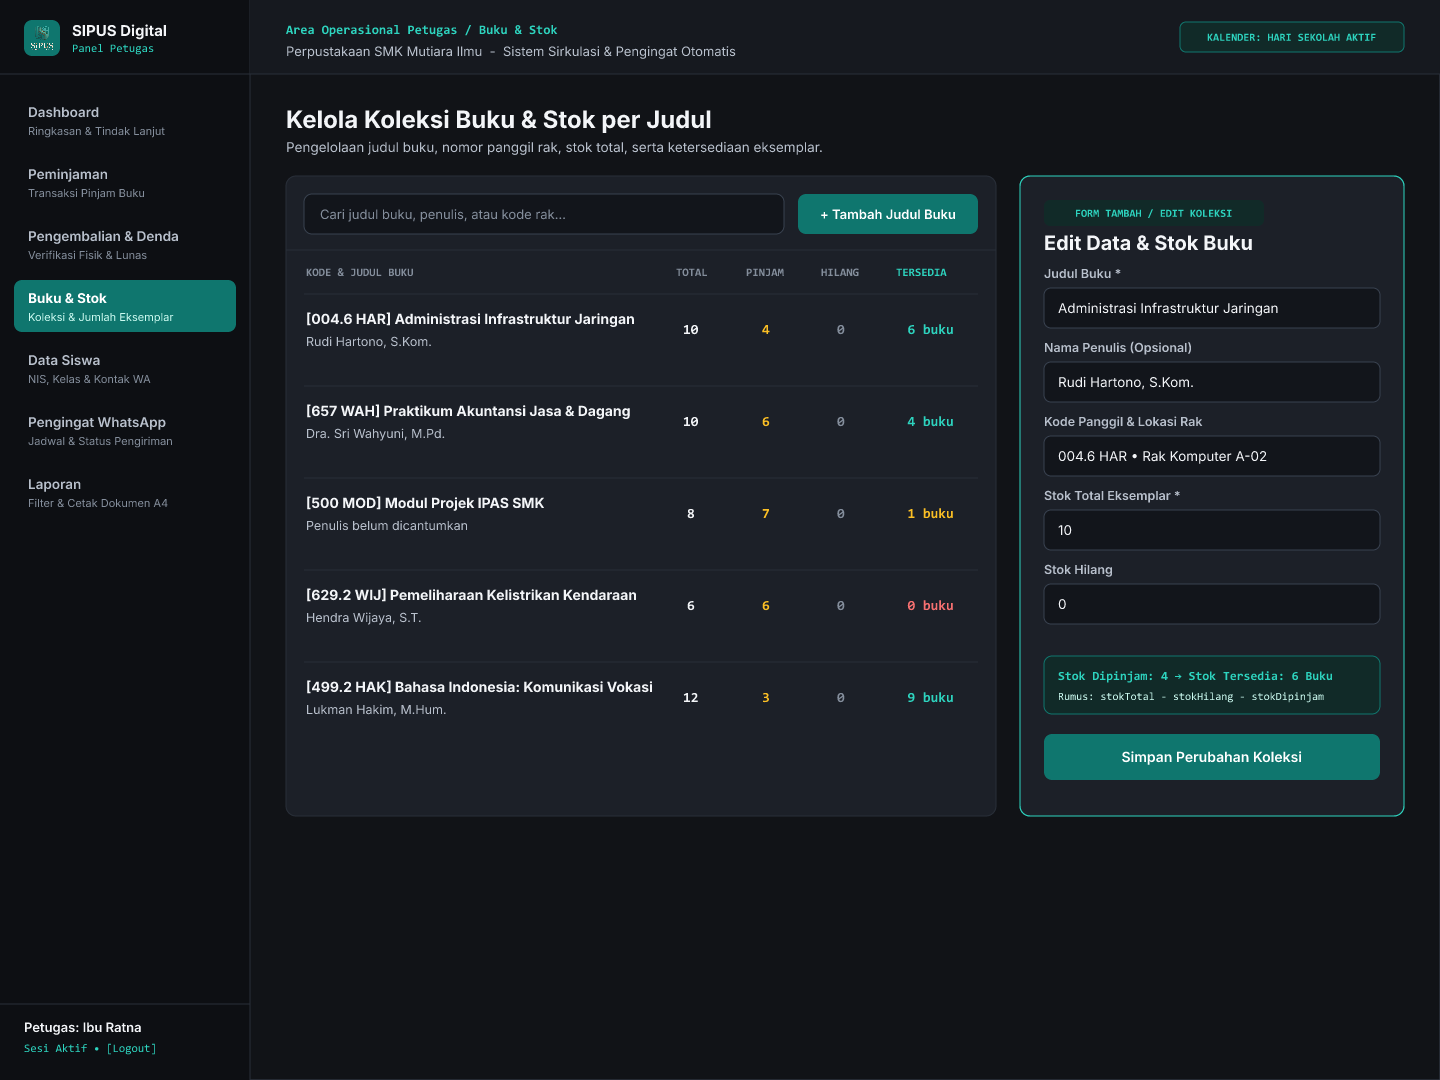 SIPUS
SIPUS Digital
Panel Petugas
Dashboard
Ringkasan & Tindak Lanjut
Peminjaman
Transaksi Pinjam Buku
Pengembalian & Denda
Verifikasi Fisik & Lunas
Buku & Stok
Koleksi & Jumlah Eksemplar
Data Siswa
NIS, Kelas & Kontak WA
Pengingat WhatsApp
Jadwal & Status Pengiriman
Laporan
Filter & Cetak Dokumen A4
Petugas: Ibu Ratna
Sesi Aktif • [Logout]
Area Operasional Petugas / Buku & Stok
Perpustakaan SMK Mutiara Ilmu - Sistem Sirkulasi & Pengingat Otomatis
KALENDER: HARI SEKOLAH AKTIF
Kelola Koleksi Buku & Stok per Judul
Pengelolaan judul buku, nomor panggil rak, stok total, serta ketersediaan eksemplar.
Cari judul buku, penulis, atau kode rak...
+ Tambah Judul Buku
KODE & JUDUL BUKU TOTAL PINJAM HILANG TERSEDIA
[004.6 HAR] Administrasi Infrastruktur Jaringan 10 4 0 6 buku
Rudi Hartono, S.Kom.
[657 WAH] Praktikum Akuntansi Jasa & Dagang 10 6 0 4 buku
Dra. Sri Wahyuni, M.Pd.
[500 MOD] Modul Projek IPAS SMK 8 7 0 1 buku
Penulis belum dicantumkan
[629.2 WIJ] Pemeliharaan Kelistrikan Kendaraan 6 6 0 0 buku
Hendra Wijaya, S.T.
[499.2 HAK] Bahasa Indonesia: Komunikasi Vokasi 12 3 0 9 buku
Lukman Hakim, M.Hum.
FORM TAMBAH / EDIT KOLEKSI
Edit Data & Stok Buku
Judul Buku *
Administrasi Infrastruktur Jaringan
Nama Penulis (Opsional)
Rudi Hartono, S.Kom.
Kode Panggil & Lokasi Rak
004.6 HAR • Rak Komputer A-02
Stok Total Eksemplar *
10
Stok Hilang
0
Stok Dipinjam: 4 → Stok Tersedia: 6 Buku
Rumus: stokTotal - stokHilang - stokDipinjam
Simpan Perubahan Koleksi